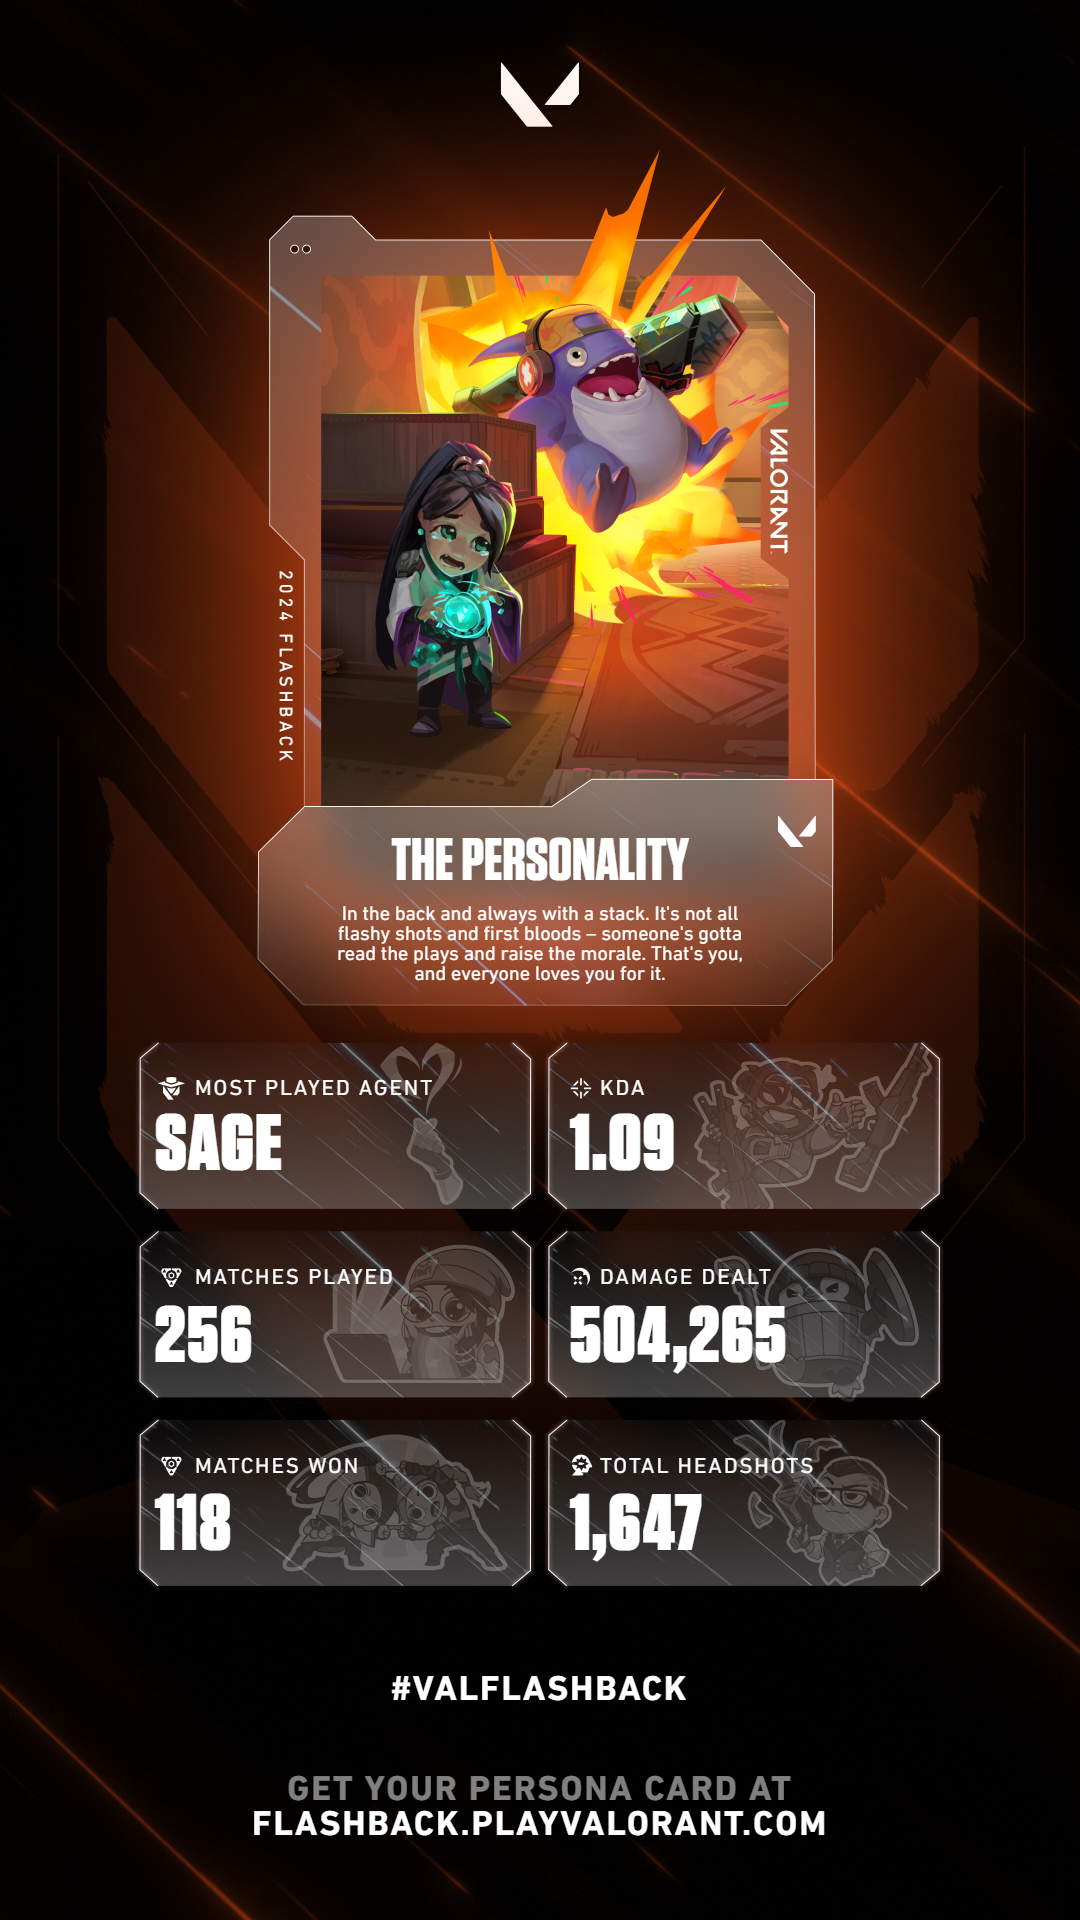 VALORANT
2024 FLASHBACK
THE PERSONALITY
In the back and always with a stack. It's not all
flashy shots and first bloods – someone's gotta
read the plays and raise the morale. That's you,
and everyone loves you for it.
MOST PLAYED AGENT
SAGE
KDA
1.09
MATCHES PLAYED
256
DAMAGE DEALT
504,265
MATCHES WON
118
TOTAL HEADSHOTS
1,647
#VALFLASHBACK
GET YOUR PERSONA CARD AT
FLASHBACK.PLAYVALORANT.COM